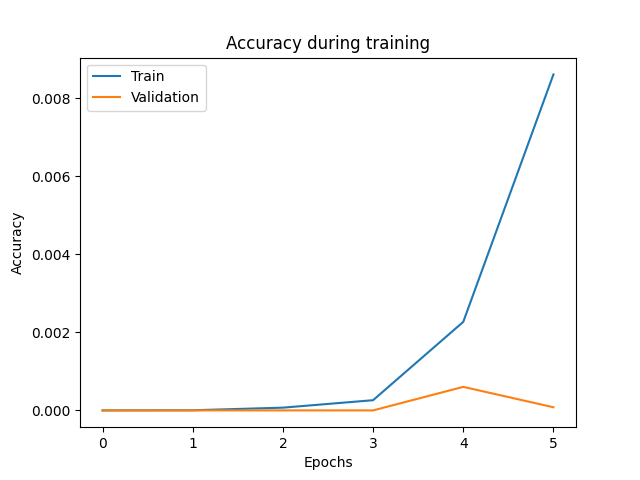 Accuracy during training
Train
Validation
Accuracy
0.008
0.006
0.004
0.002
0.000
0 1 2 3 4 5
Epochs